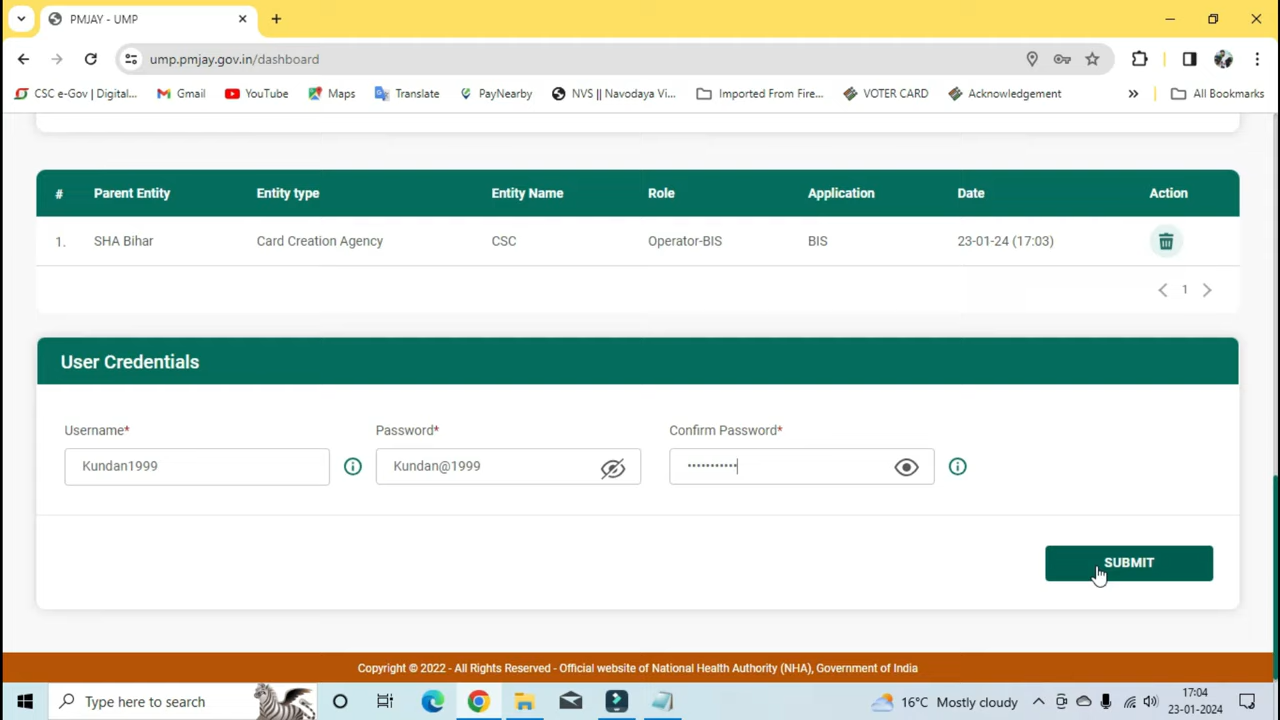 PMJAY - UMP
ump.pmjay.gov.in/dashboard
CSC e-Gov | Digital... Gmail YouTube Maps Translate PayNearby NVS || Navodaya Vi... Imported From Fire... VOTER CARD Acknowledgement » All Bookmarks
# Parent Entity Entity type Entity Name Role Application Date Action
1. SHA Bihar Card Creation Agency CSC Operator-BIS BIS 23-01-24 (17:03)
1
User Credentials
Username* Password* Confirm Password*
Kundan1999 Kundan@1999 •••••••••••
SUBMIT
Copyright © 2022 - All Rights Reserved - Official website of National Health Authority (NHA), Government of India
Type here to search 16°C Mostly cloudy 17:04
23-01-2024